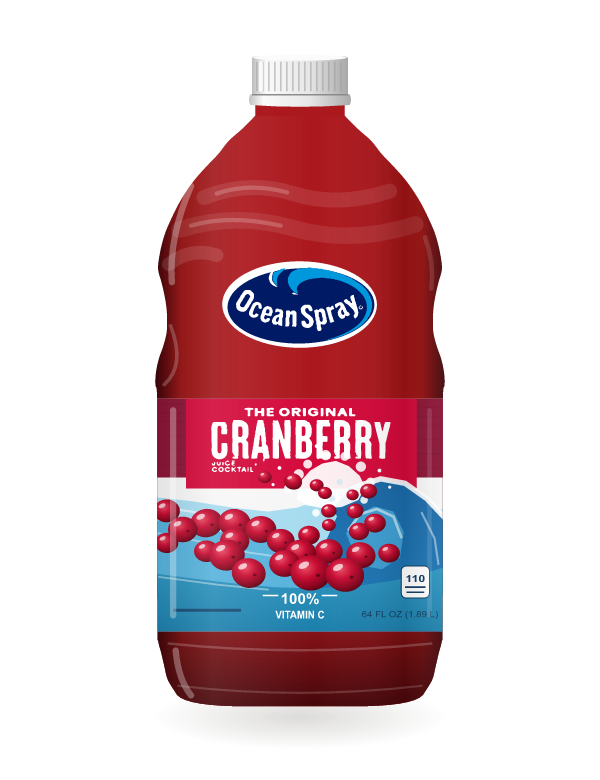 Ocean Spray
THE ORIGINAL
CRANBERRY
JUICE
COCKTAIL
110
100%
VITAMIN C
64 FL OZ (1.89 L)